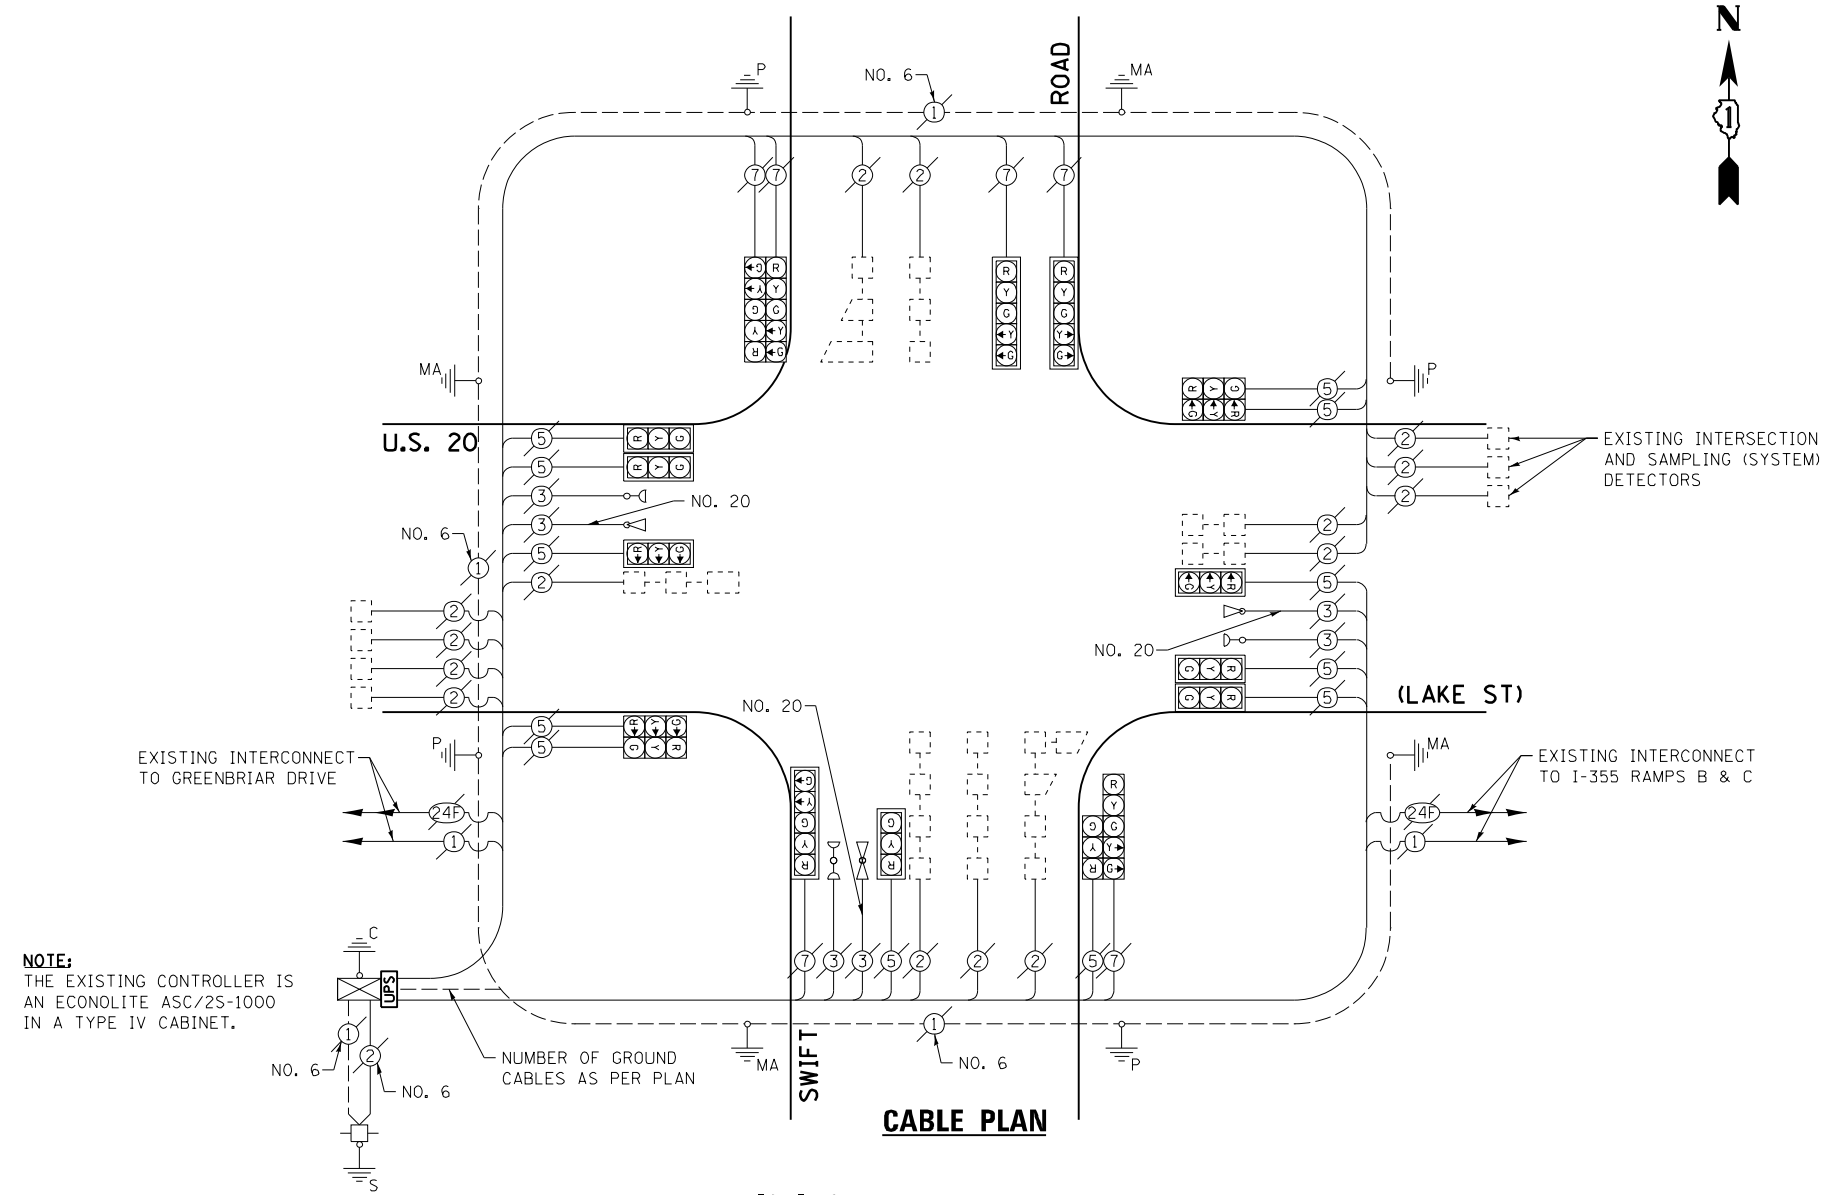 N
1
P
NO. 6
1
MA
ROAD
7 7 2 2 7 7
G R
Y Y R R
G G Y Y
Y Y G G
R G Y Y
G G
MA
P
R Y G 5
G Y R 5
U.S. 20
5 R Y G
5 R Y G
3
3
NO. 20
5 R Y G
2
NO. 6
1
2
2
2
2
2
2
2
EXISTING INTERSECTION
AND SAMPLING (SYSTEM)
DETECTORS
2
2
G Y R 5
3
3
NO. 20
G Y R 5
G Y R 5
(LAKE ST)
NO. 20
5 R Y G
5 G Y R
P
MA
EXISTING INTERCONNECT
TO GREENBRIAR DRIVE
EXISTING INTERCONNECT
TO I-355 RAMPS B & C
24F
1
24F
1
G R
Y Y
G G G G
Y Y Y Y
R R R G
7 3 3 5 2 2 2 5 7
NOTE:
THE EXISTING CONTROLLER IS
AN ECONOLITE ASC/2S-1000
IN A TYPE IV CABINET.
C
UPS
1
NO. 6
2
NO. 6
S
NUMBER OF GROUND
CABLES AS PER PLAN
MA
SWIFT
1
NO. 6
P
CABLE PLAN